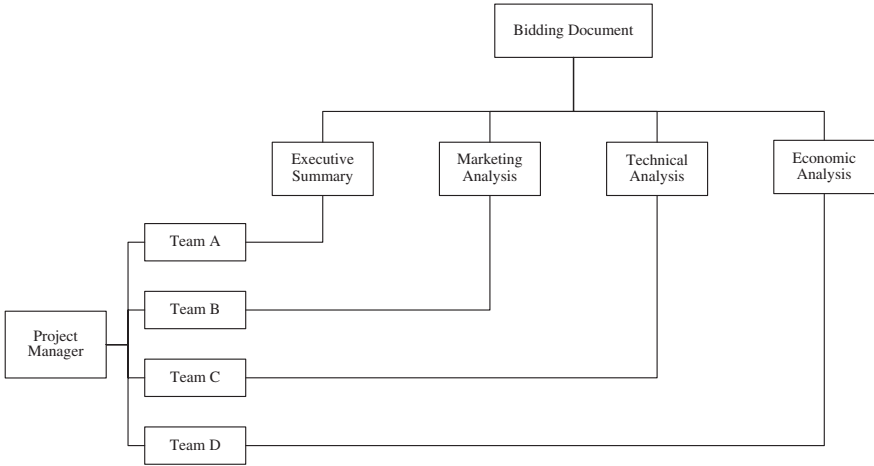 Bidding Document
Executive
Summary
Marketing
Analysis
Technical
Analysis
Economic
Analysis
Team A
Team B
Project
Manager
Team C
Team D